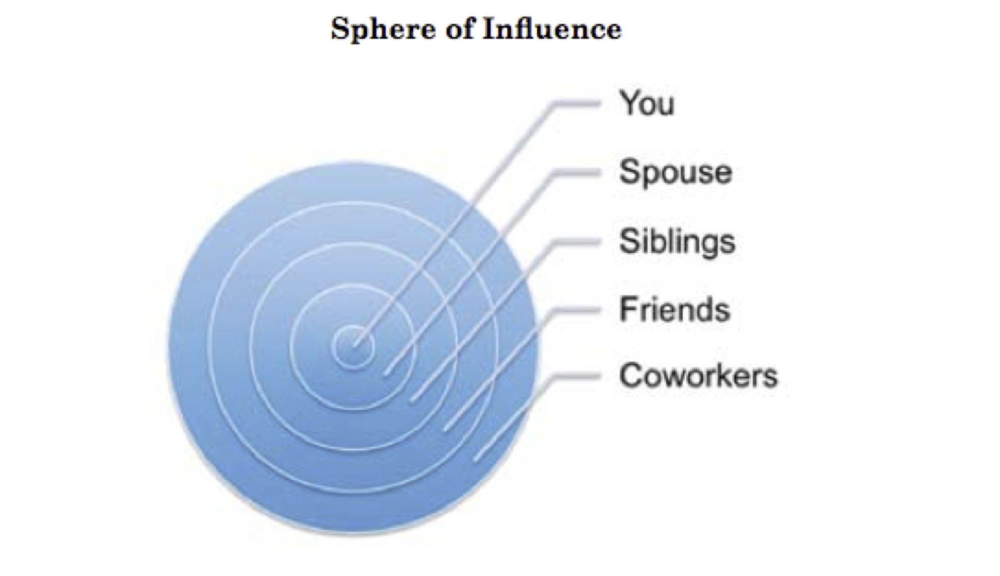 Sphere of Influence
You
Spouse
Siblings
Friends
Coworkers